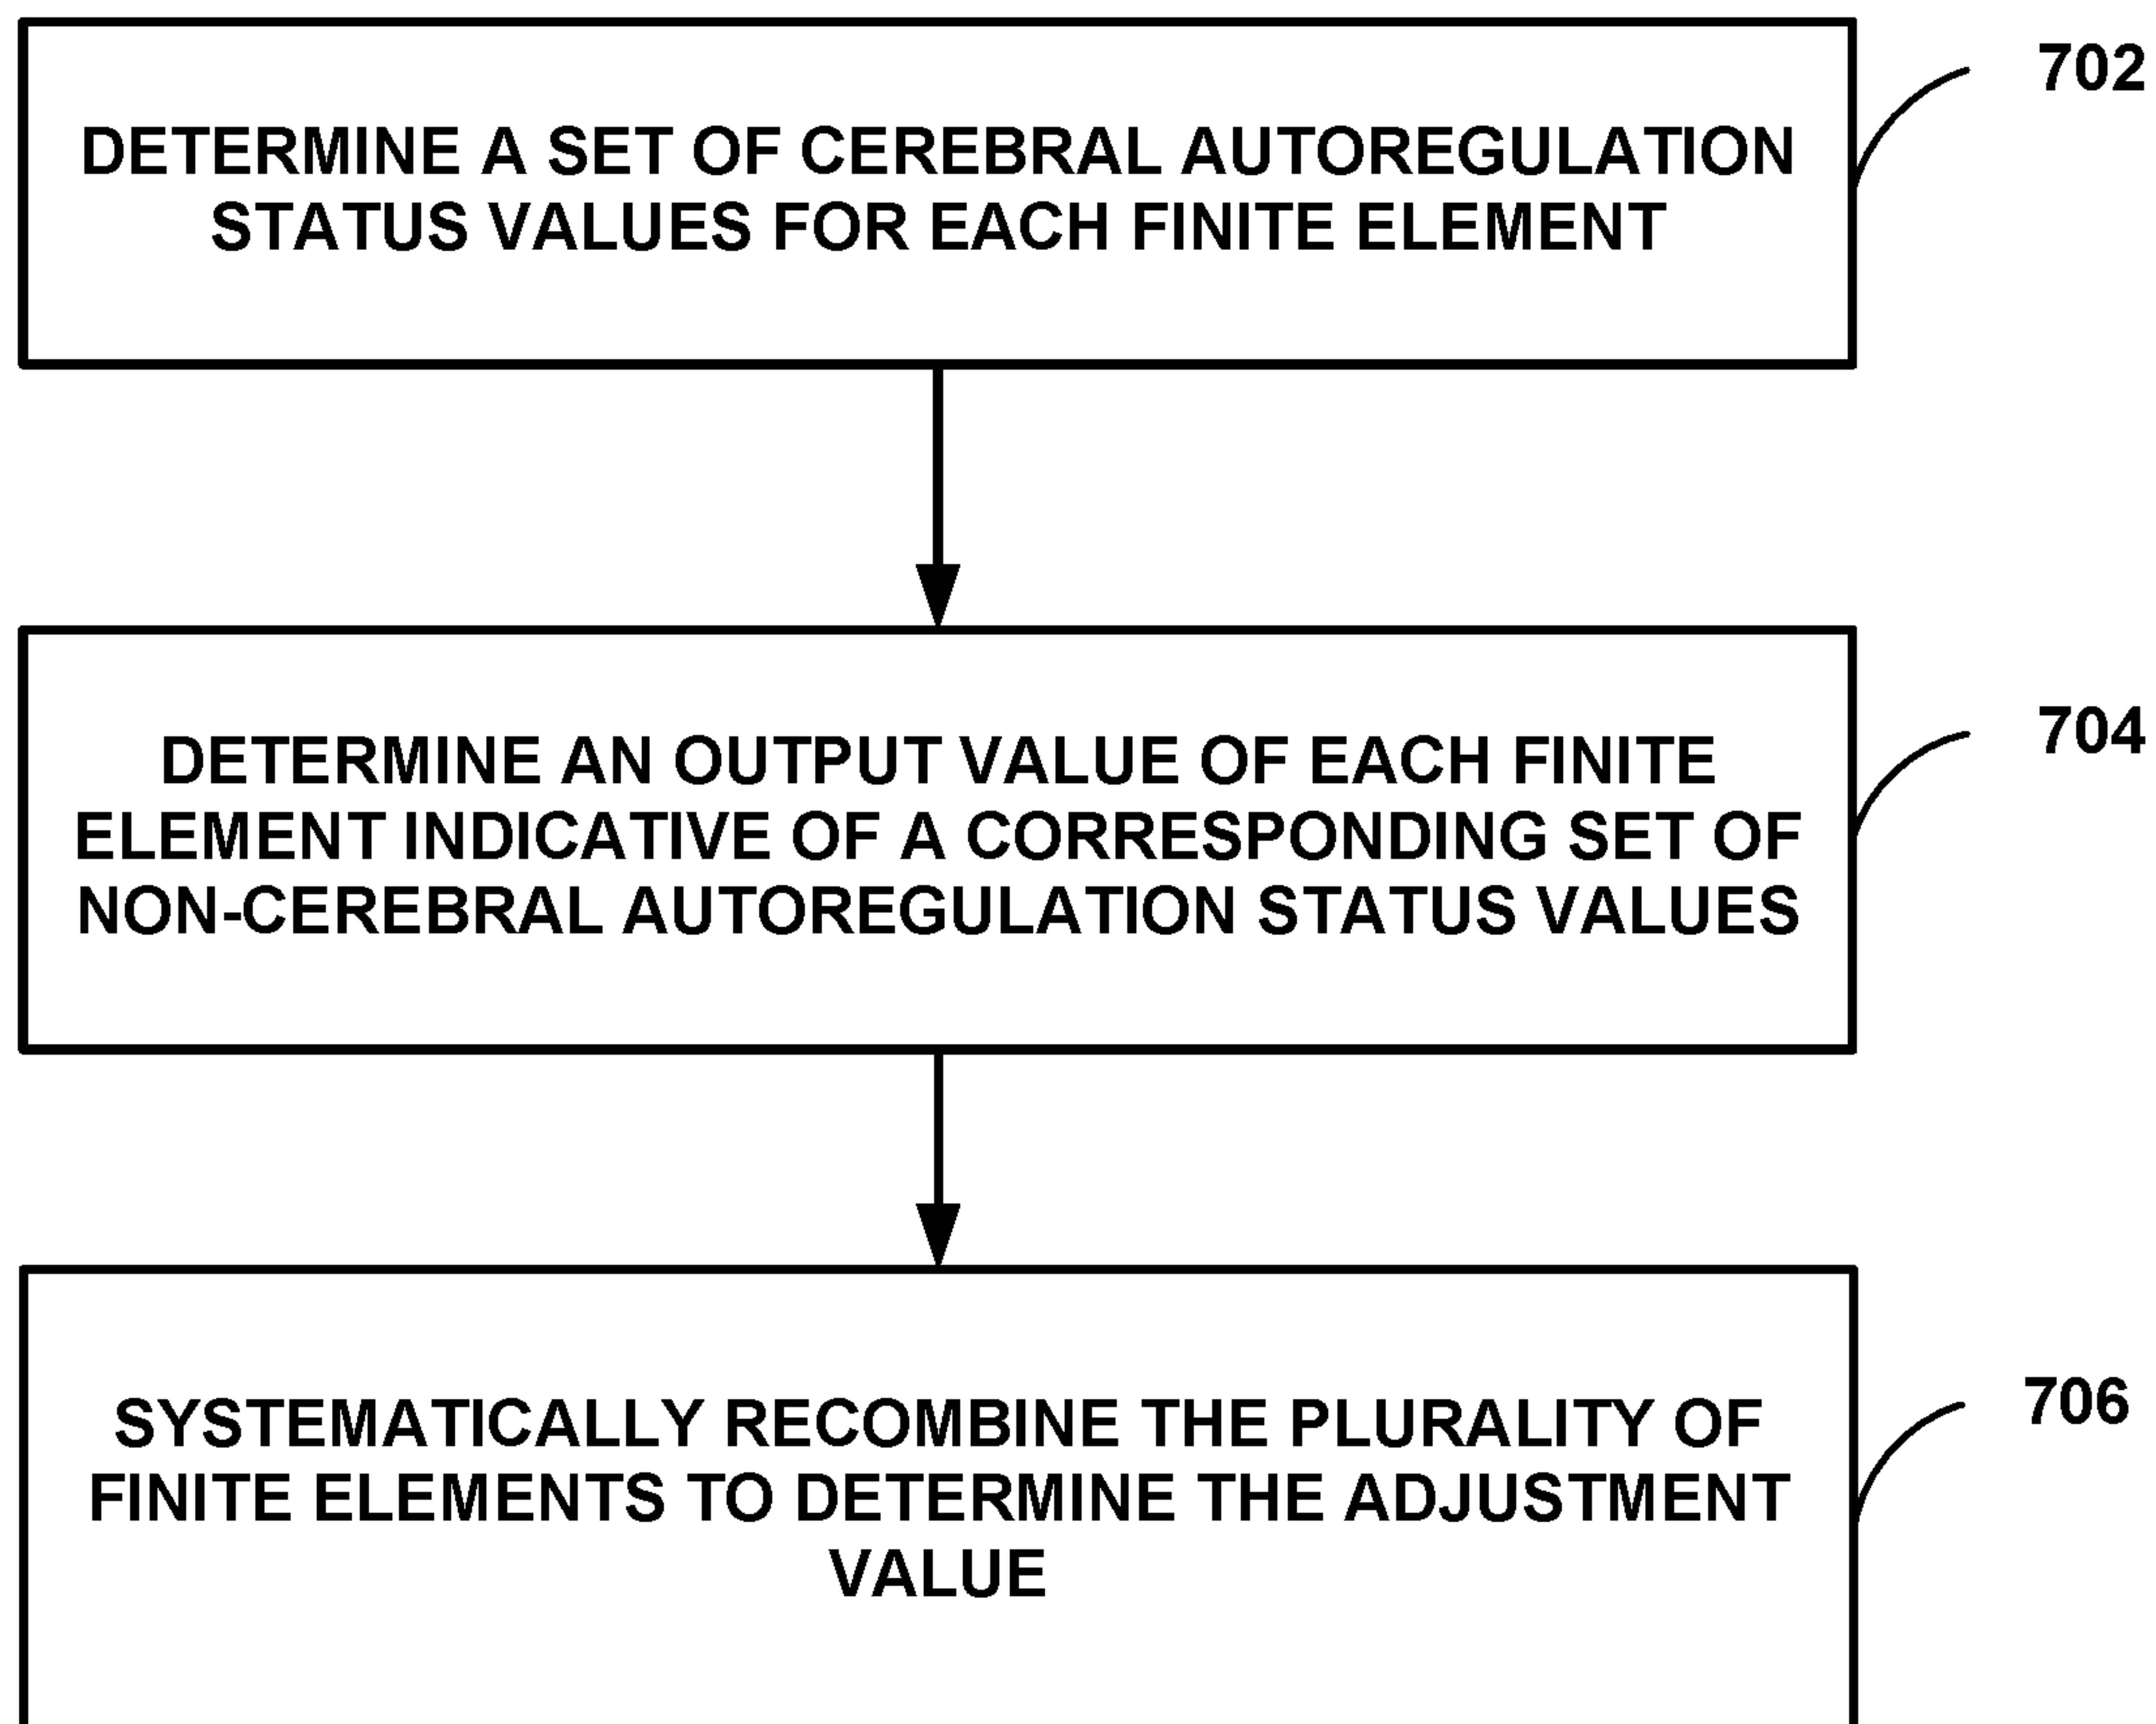 702
DETERMINE A SET OF CEREBRAL AUTOREGULATION
STATUS VALUES FOR EACH FINITE ELEMENT
704
DETERMINE AN OUTPUT VALUE OF EACH FINITE
ELEMENT INDICATIVE OF A CORRESPONDING SET OF
NON-CEREBRAL AUTOREGULATION STATUS VALUES
706
SYSTEMATICALLY RECOMBINE THE PLURALITY OF
FINITE ELEMENTS TO DETERMINE THE ADJUSTMENT
VALUE